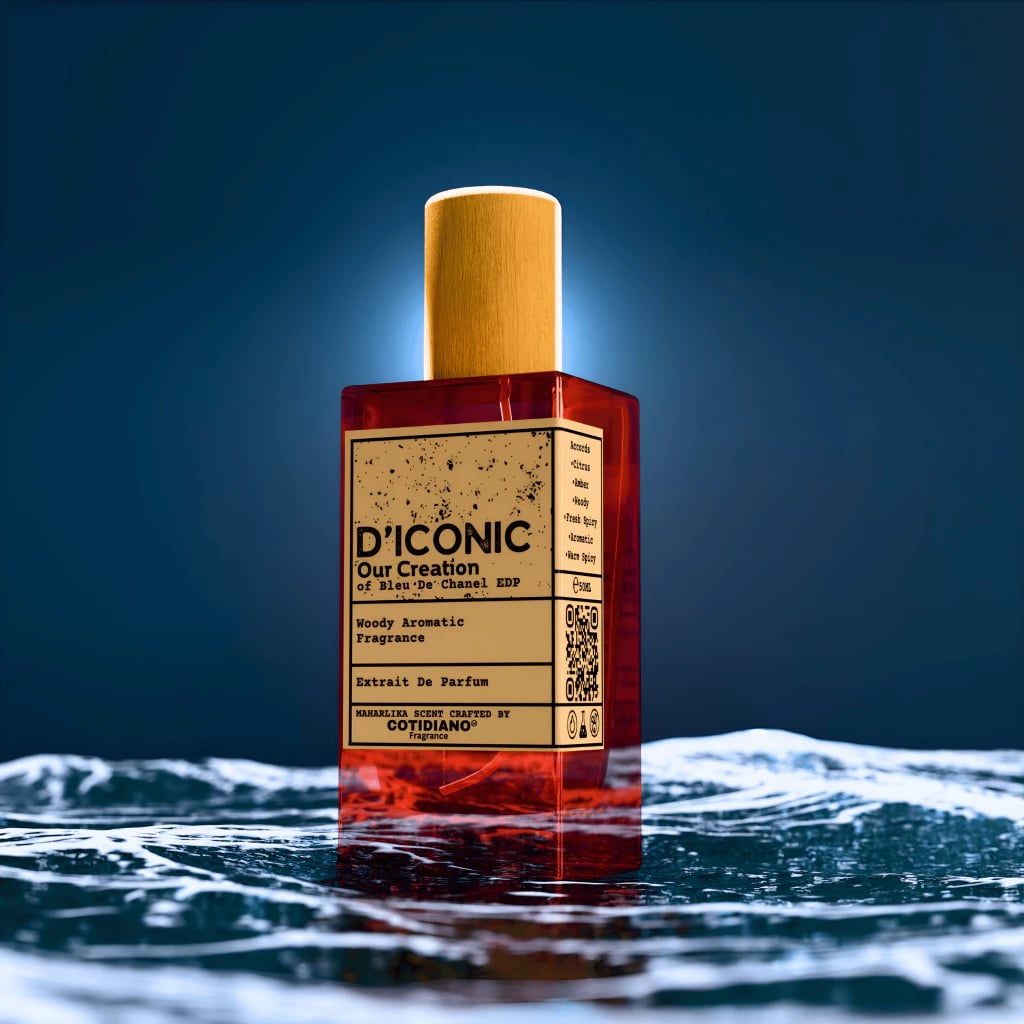 D'ICONIC
Our Creation
of Bleu De Chanel EDP
Woody Aromatic
Fragrance
Extrait De Parfum
MAHARLIKA SCENT CRAFTED BY
COTIDIANO
Fragrance
Accords
•Citrus
•Amber
•Woody
•Fresh Spicy
•Aromatic
•Warm Spicy
℮50ML